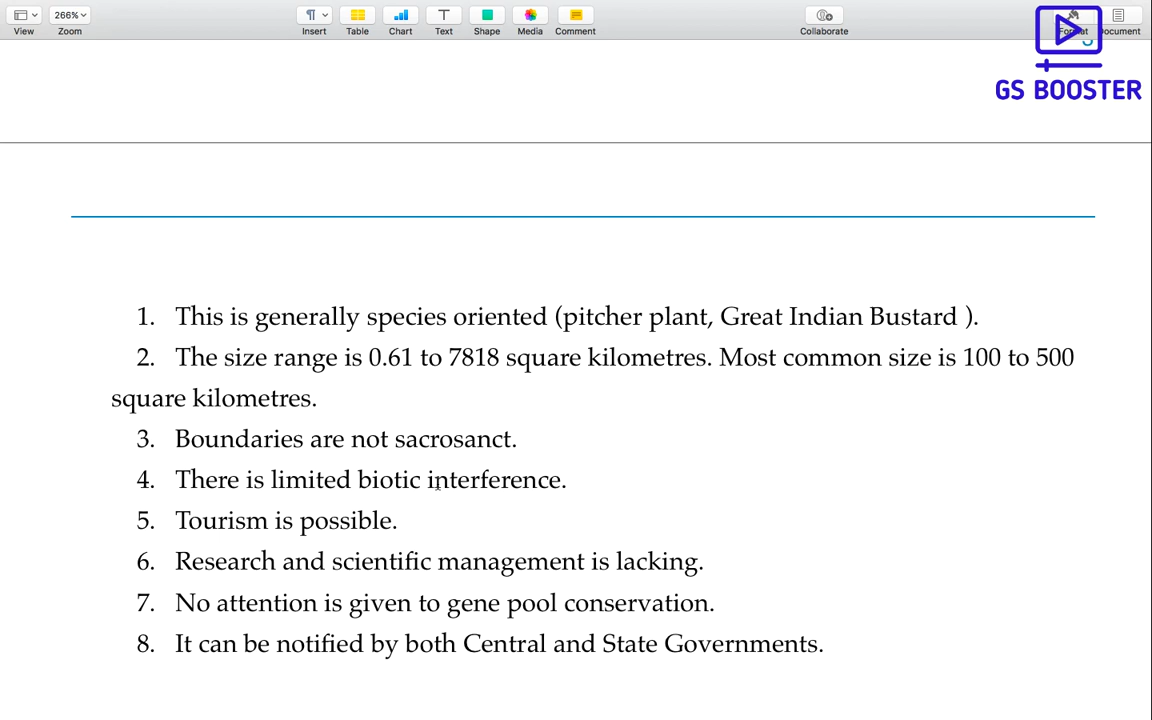 266%
View
Zoom
Insert
Table
Chart
Text
Shape
Media
Comment
Collaborate
Format
ocument
GS BOOSTER
1. This is generally species oriented (pitcher plant, Great Indian Bustard ).
2. The size range is 0.61 to 7818 square kilometres. Most common size is 100 to 500
square kilometres.
3. Boundaries are not sacrosanct.
4. There is limited biotic interference.
5. Tourism is possible.
6. Research and scientific management is lacking.
7. No attention is given to gene pool conservation.
8. It can be notified by both Central and State Governments.